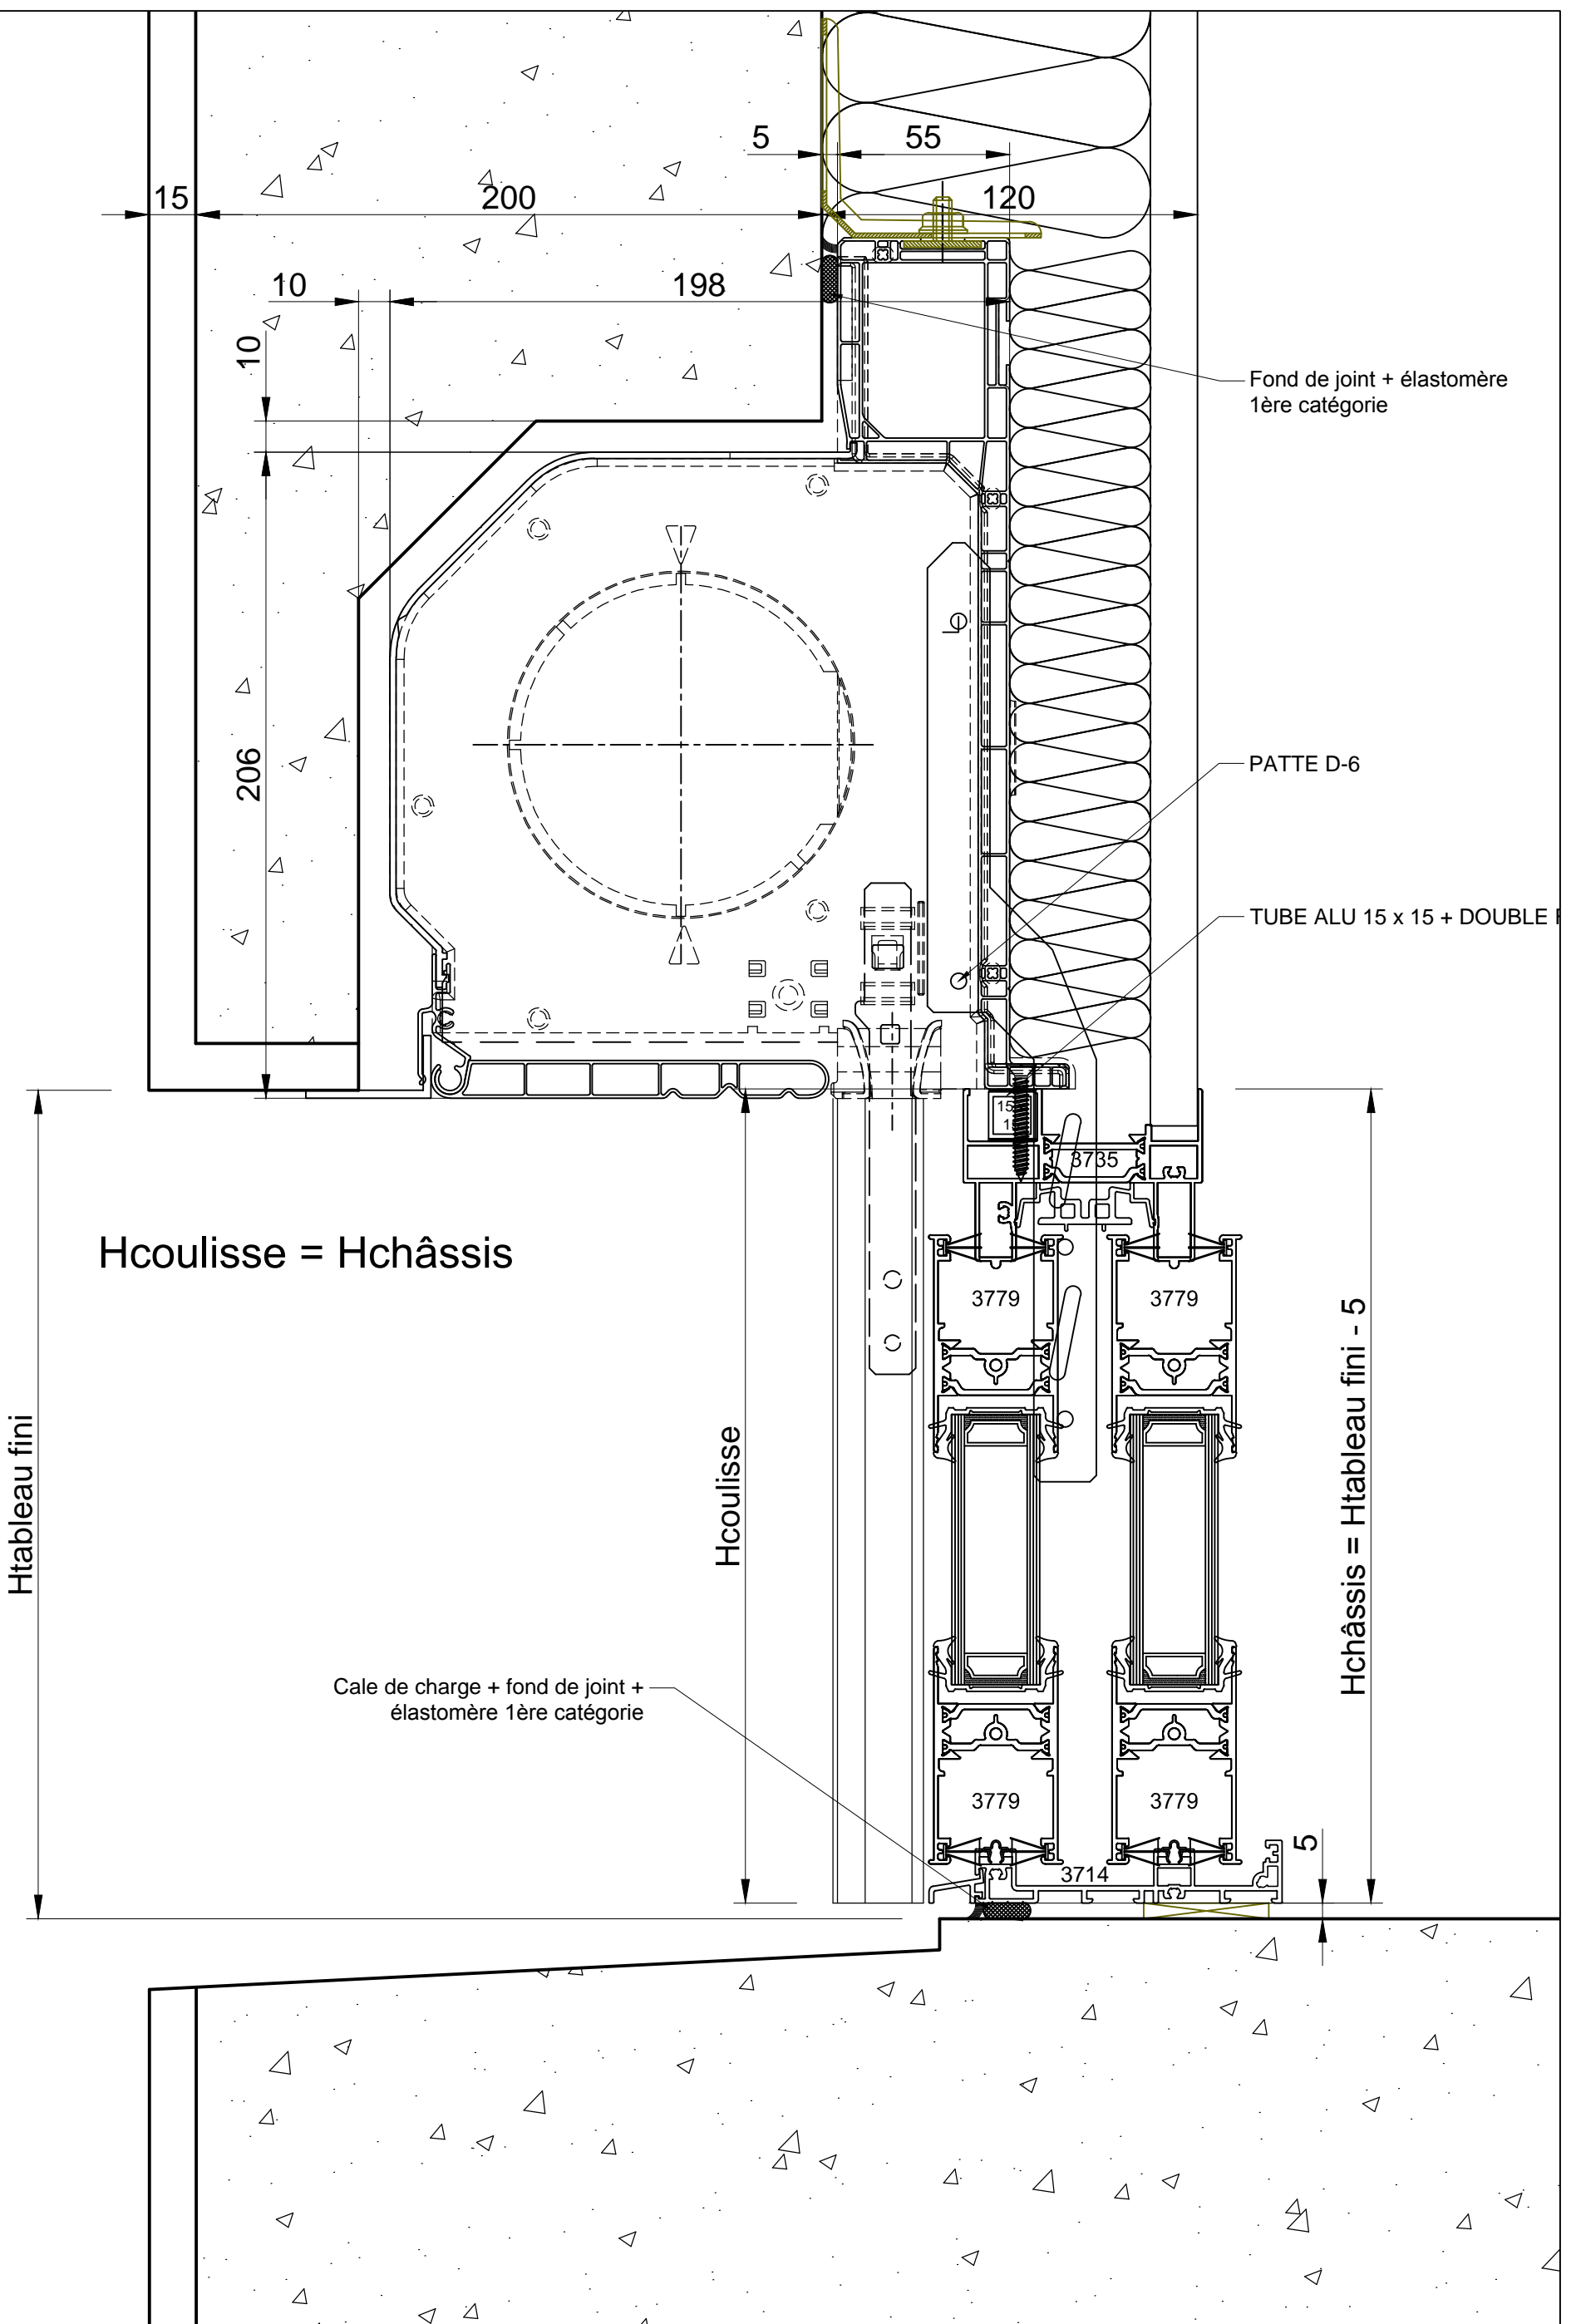 5
55
15
200
120
10
198
10
Fond de joint + élastomère
1ère catégorie
206
PATTE D-6
TUBE ALU 15 x 15 + DOUBLE
15
3735
Hcoulisse = Hchâssis
3779
3779
Htableau fini
Hcoulisse
Hchâssis = Htableau fini - 5
Cale de charge + fond de joint +
élastomère 1ère catégorie
3779
3779
5
3714